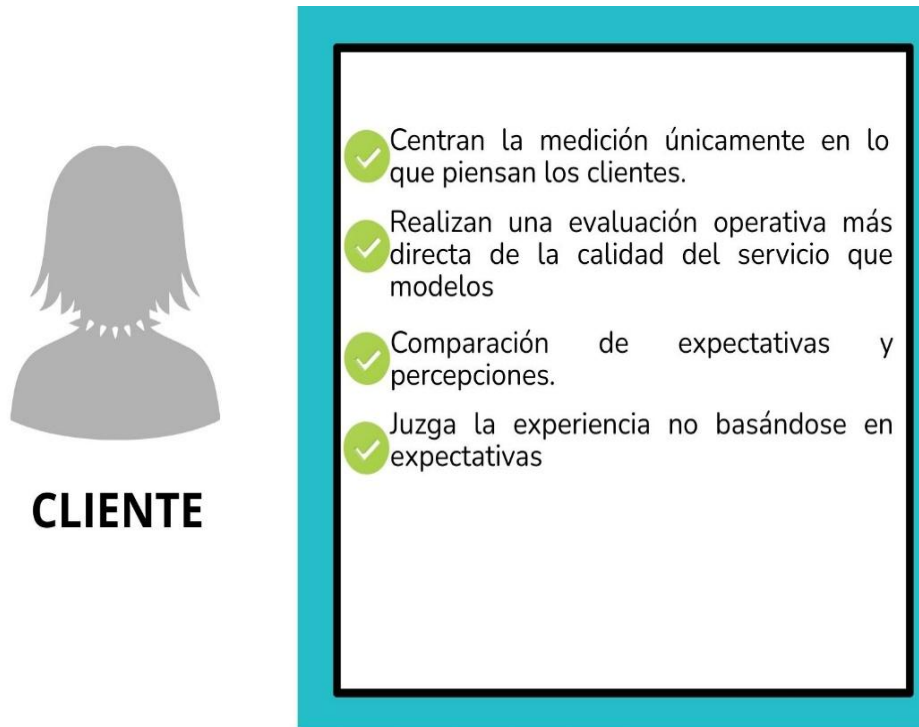 CLIENTE
Centran la medición únicamente en lo
que piensan los clientes.
Realizan una evaluación operativa más
directa de la calidad del servicio que
modelos
Comparación de expectativas y
percepciones.
Juzga la experiencia no basándose en
expectativas